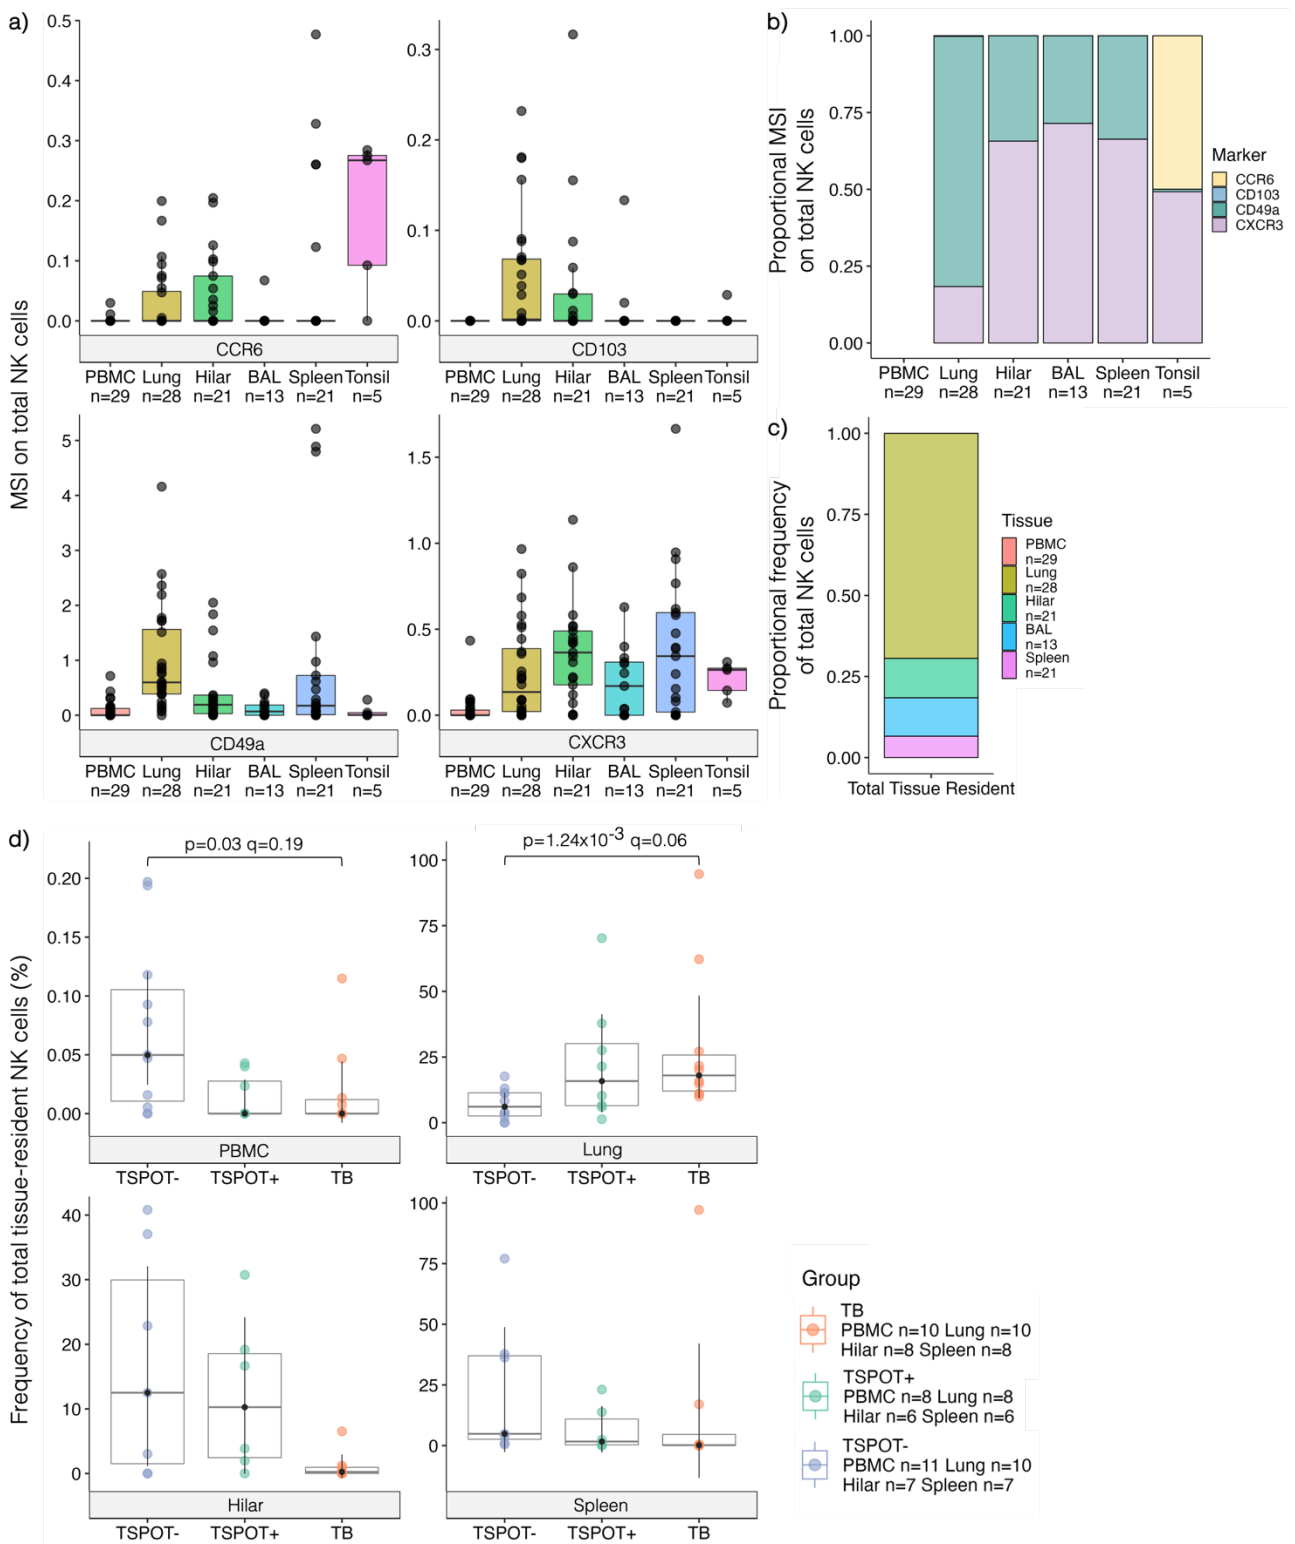 a)
MSI on total NK cells
0.5
0.4
0.3
0.2
0.1
0.0
CCR6
PBMC Lung Hilar BAL Spleen Tonsil
n=29 n=28 n=21 n=13 n=21 n=5
0.3
0.2
0.1
0.0
CD103
PBMC Lung Hilar BAL Spleen Tonsil
n=29 n=28 n=21 n=13 n=21 n=5
5
4
3
2
1
0
CD49a
PBMC Lung Hilar BAL Spleen Tonsil
n=29 n=28 n=21 n=13 n=21 n=5
1.5
1.0
0.5
0.0
CXCR3
PBMC Lung Hilar BAL Spleen Tonsil
n=29 n=28 n=21 n=13 n=21 n=5
b)
Proportional MSI
on total NK cells
1.00
0.75
0.50
0.25
0.00
PBMC Lung Hilar BAL Spleen Tonsil
n=29 n=28 n=21 n=13 n=21 n=5
Marker
CCR6
CD103
CD49a
CXCR3
c)
Proportional frequency
of total NK cells
1.00
0.75
0.50
0.25
0.00
Total Tissue Resident
Tissue
PBMC
n=29
Lung
n=28
Hilar
n=21
BAL
n=13
Spleen
n=21
d)
Frequency of total tissue-resident NK cells (%)
p=0.03 q=0.19
0.20
0.15
0.10
0.05
0.00
PBMC
TSPOT- TSPOT+ TB
p=1.24x10⁻³ q=0.06
100
75
50
25
0
Lung
TSPOT- TSPOT+ TB
40
30
20
10
0
Hilar
TSPOT- TSPOT+ TB
100
75
50
25
0
Spleen
TSPOT- TSPOT+ TB
Group
TB
PBMC n=10 Lung n=10
Hilar n=8 Spleen n=8
TSPOT+
PBMC n=8 Lung n=8
Hilar n=6 Spleen n=6
TSPOT-
PBMC n=11 Lung n=10
Hilar n=7 Spleen n=7